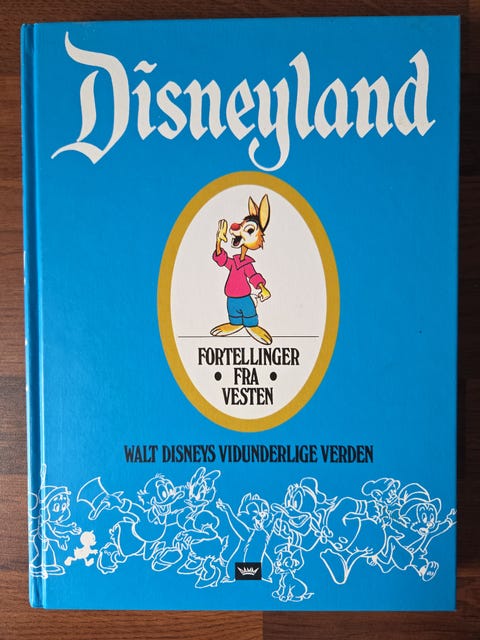 Disneyland
FORTELLINGER
• FRA •
VESTEN
WALT DISNEYS VIDUNDERLIGE VERDEN